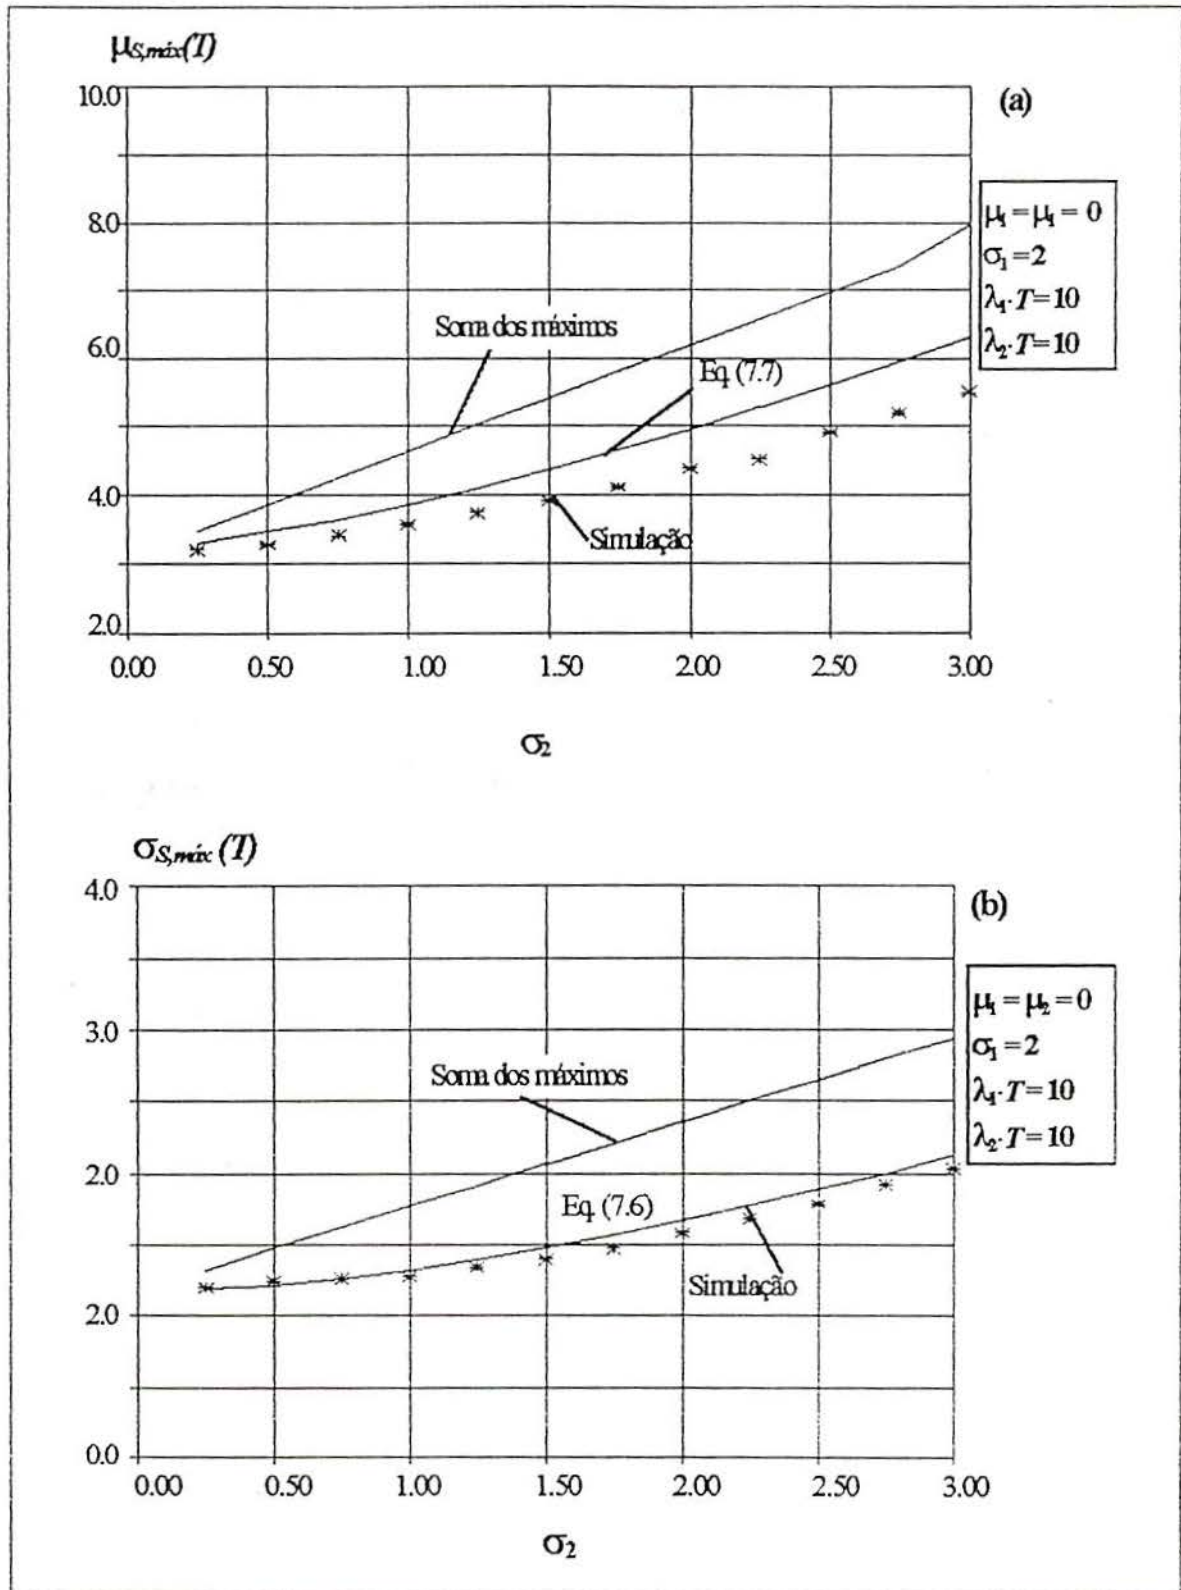 μS,máx(T)
(a)
10.0
8.0
6.0
4.0
2.0
Soma dos máximos
Eq. (7.7)
Simulação
μ1 = μ1 = 0
σ1 = 2
λ1·T = 10
λ2·T = 10
0.00 0.50 1.00 1.50 2.00 2.50 3.00
σ2
σS,máx (T)
(b)
4.0
3.0
2.0
2.0
0.0
Soma dos máximos
Eq. (7.6)
Simulação
μ1 = μ2 = 0
σ1 = 2
λ1·T = 10
λ2·T = 10
0.00 0.50 1.00 1.50 2.00 2.50 3.00
σ2